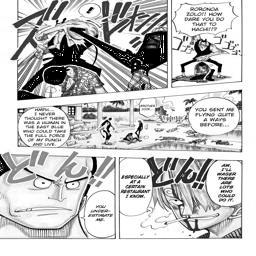 RORONOA
ZOLO!! HOW
DARE YOU DO
THAT TO
HACHI!?
YOU SENT ME
FLYING QUITE
A WAYS
BEFORE...
HMPH...
I NEVER
THOUGHT THERE
WAS A HUMAN IN
THE EAST BLUE
WHO COULD TAKE
THE FULL FORCE
OF MY PUNCH
AND LIVE.
AW,
I'LL
WAGER
THERE
ARE
LOTS
WHO
COULD
DO IT.
ESPECIALLY
AT A
CERTAIN
RESTAURANT
I KNOW.
YOU
UNDER-
ESTIMATE
ME.